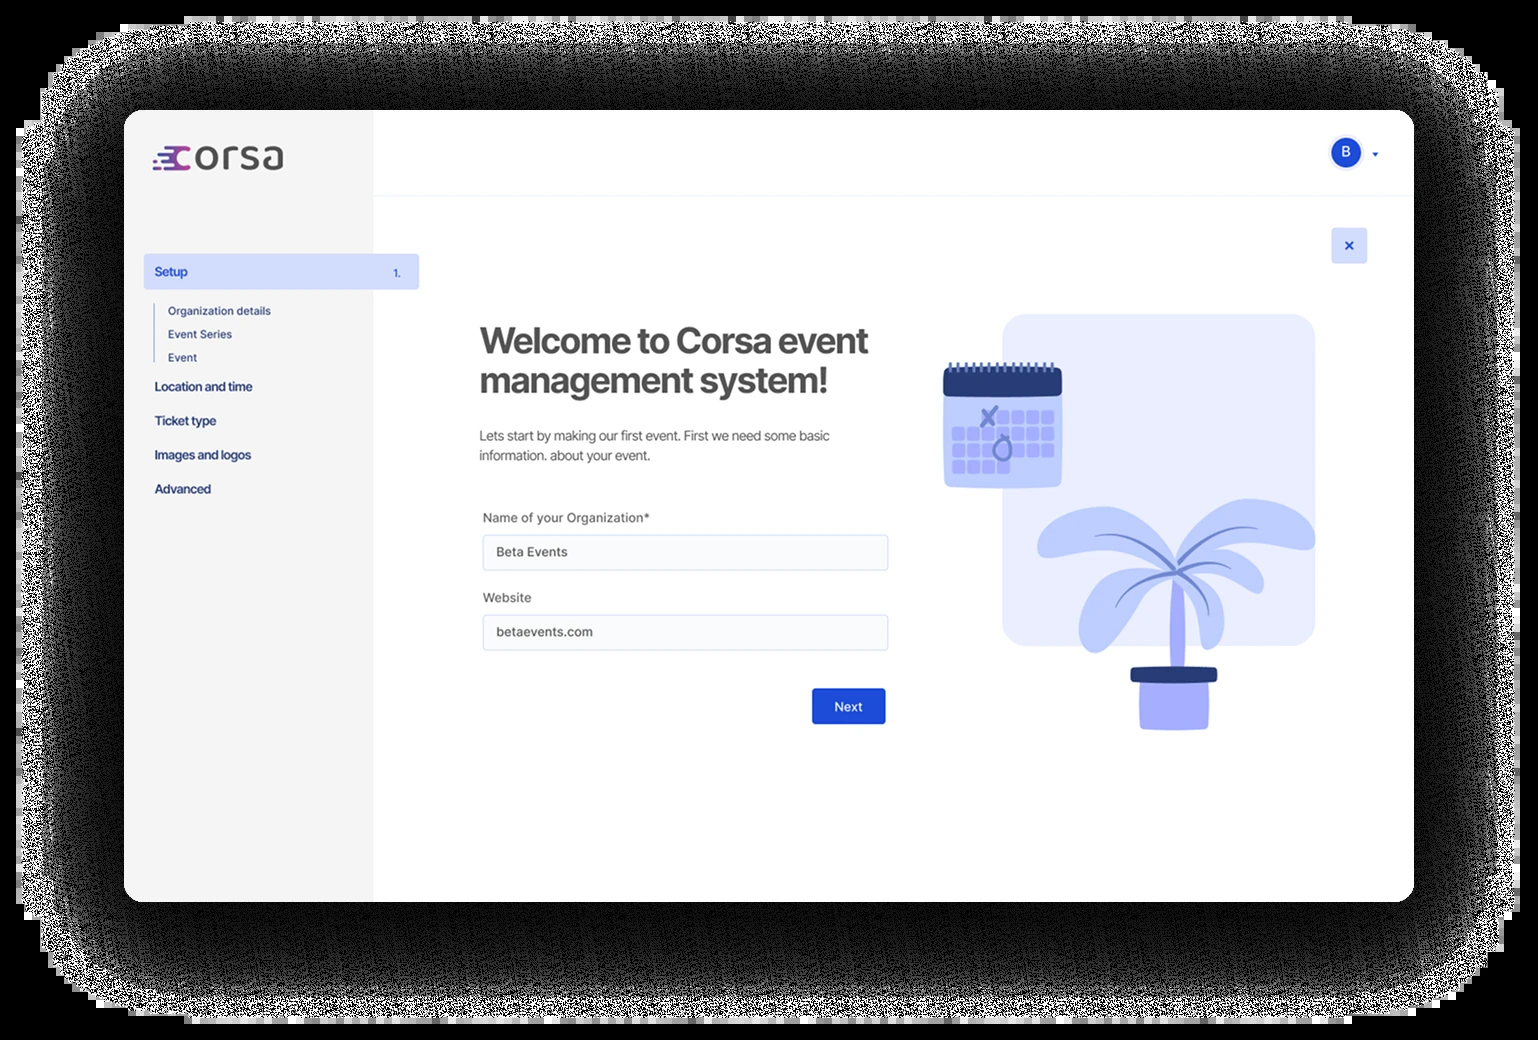 corsa
B
Setup 1.
Organization details
Event Series
Event
Location and time
Ticket type
Images and logos
Advanced
Welcome to Corsa event
management system!
Lets start by making our first event. First we need some basic
information. about your event.
Name of your Organization*
Beta Events
Website
betaevents.com
Next